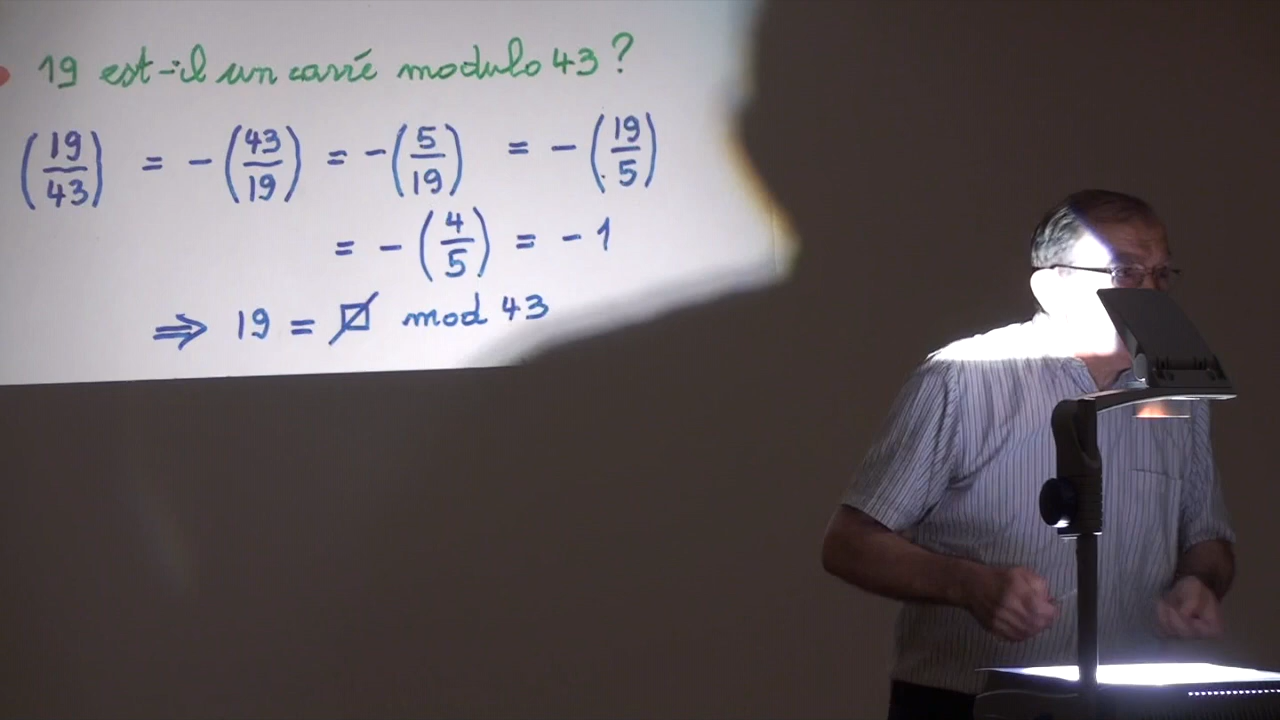 19 est-il un carré modulo 43 ?
(19/43) = -(43/19) = -(5/19) = -(19/5)
= -(4/5) = -1
⇒ 19 = □̸ mod 43